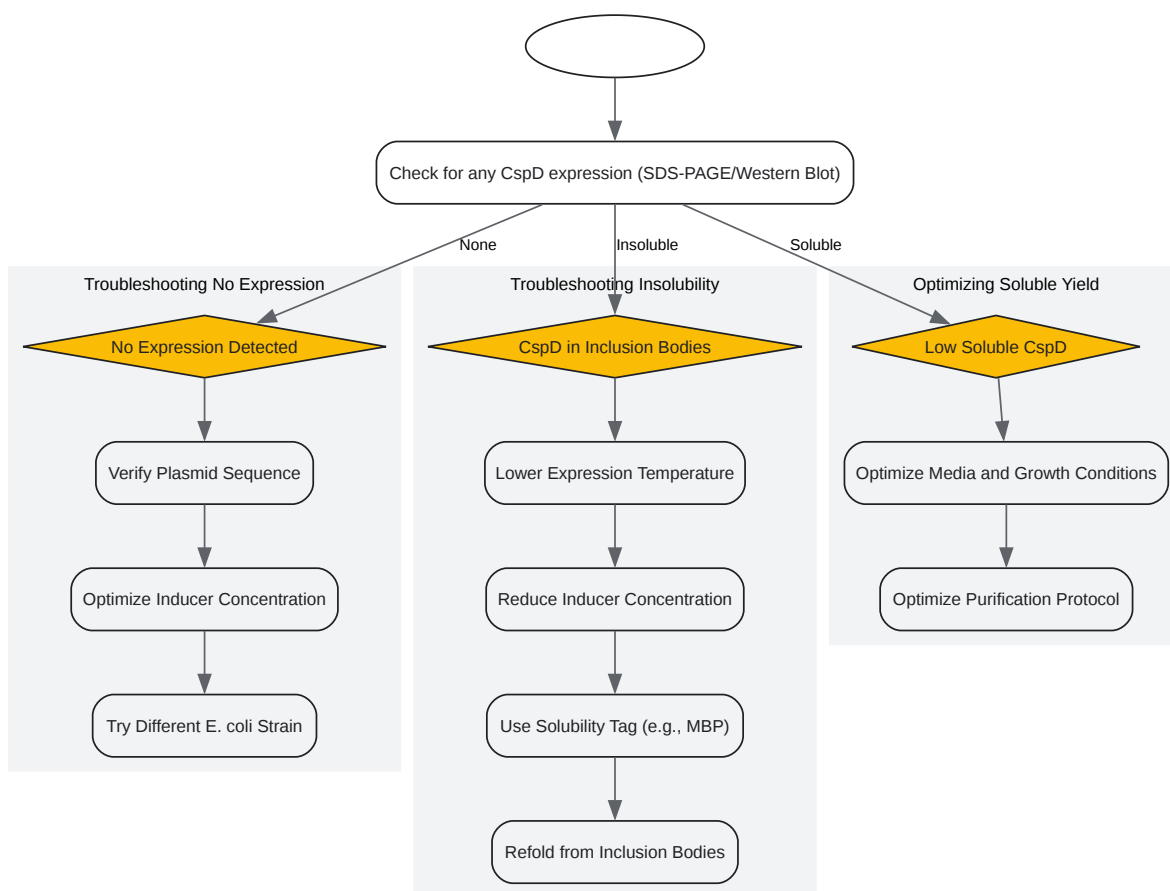 Check for any CspD expression (SDS-PAGE/Western Blot)
None
Insoluble
Soluble
Troubleshooting No Expression
Troubleshooting Insolubility
Optimizing Soluble Yield
No Expression Detected
CspD in Inclusion Bodies
Low Soluble CspD
Verify Plasmid Sequence
Lower Expression Temperature
Optimize Media and Growth Conditions
Optimize Inducer Concentration
Reduce Inducer Concentration
Optimize Purification Protocol
Try Different E. coli Strain
Use Solubility Tag (e.g., MBP)
Refold from Inclusion Bodies